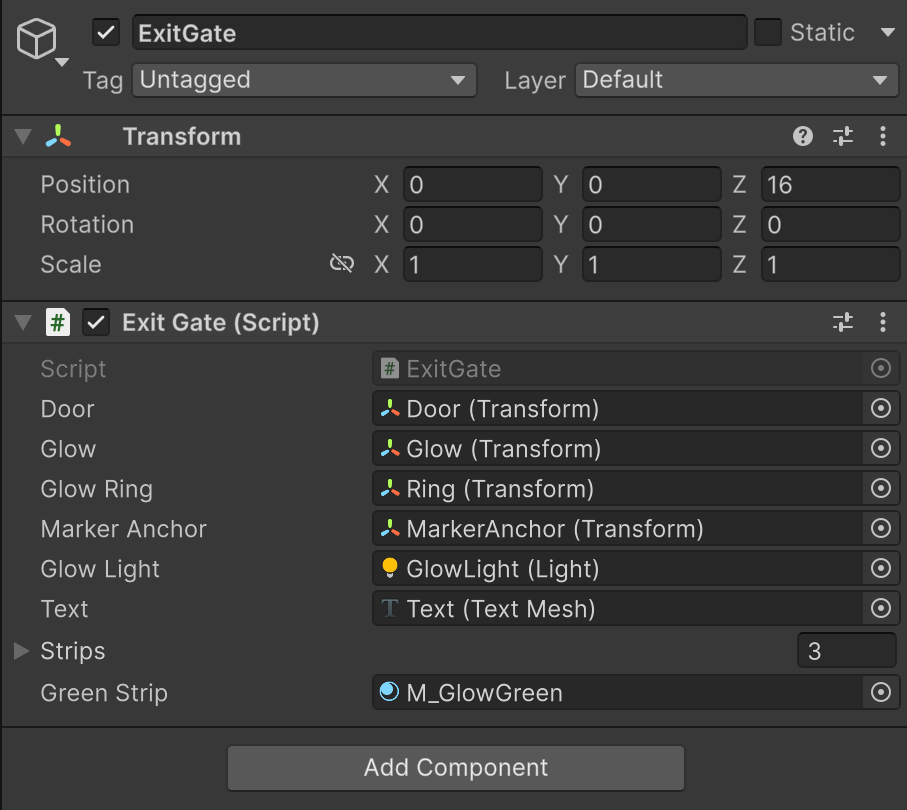 ExitGate Static
Tag Untagged Layer Default
Transform
Position X 0 Y 0 Z 16
Rotation X 0 Y 0 Z 0
Scale X 1 Y 1 Z 1
# Exit Gate (Script)
Script # ExitGate
Door Door (Transform)
Glow Glow (Transform)
Glow Ring Ring (Transform)
Marker Anchor MarkerAnchor (Transform)
Glow Light GlowLight (Light)
Text T Text (Text Mesh)
Strips 3
Green Strip M_GlowGreen
Add Component